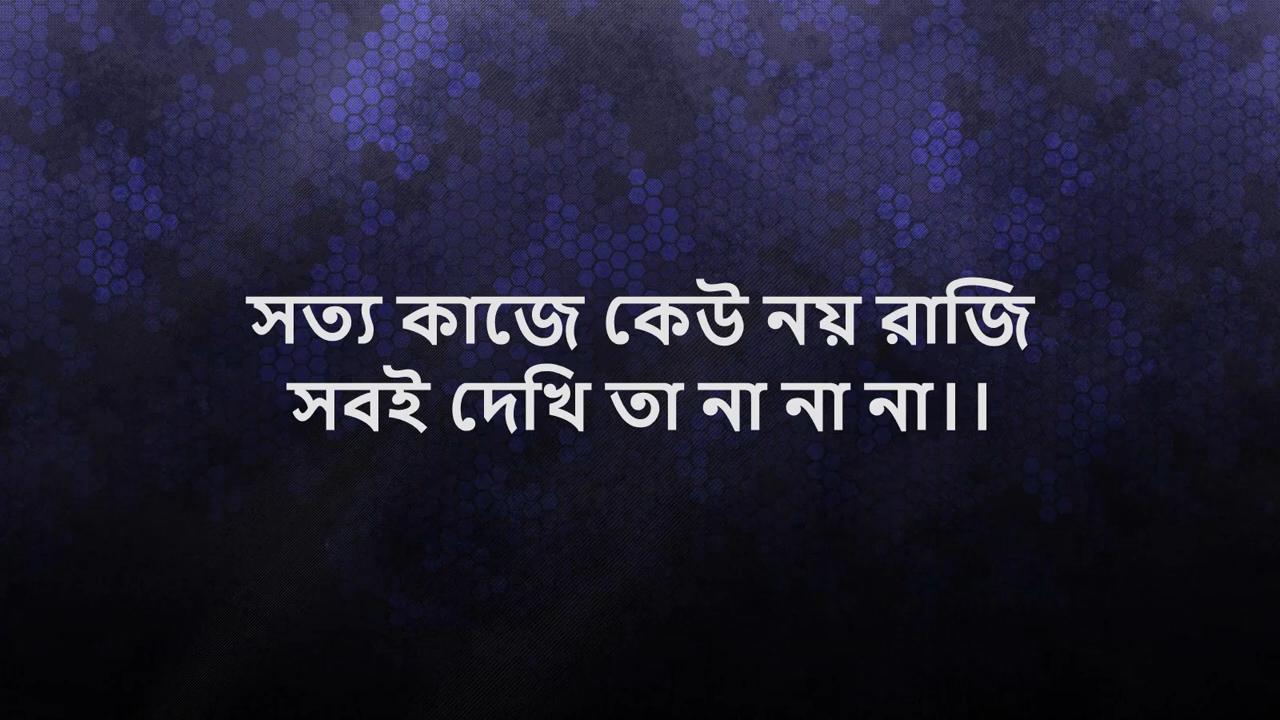 সত্য কাজে কেউ নয় রাজি
সবই দেখি তা না না না।।